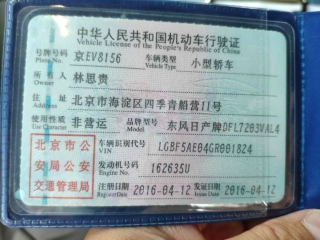 中华人民共和国机动车行驶证
Vehicle License of the People's Republic of China
号牌号码 Plate No. 京EV8156 车辆类型 Vehicle Type 小型轿车
所有人 Owner 林思贵
住址 Address 北京市海淀区四季青船营11号
使用性质 Use Character 非营运 品牌型号 Model 东风日产牌DFL7203VAL4
北京市公安局公安交通管理局
车辆识别代号 VIN LGBF5AE04GR001824
发动机号码 Engine No. 162635U
注册日期 Register Date 2016-04-12 发证日期 Issue Date 2016-04-12